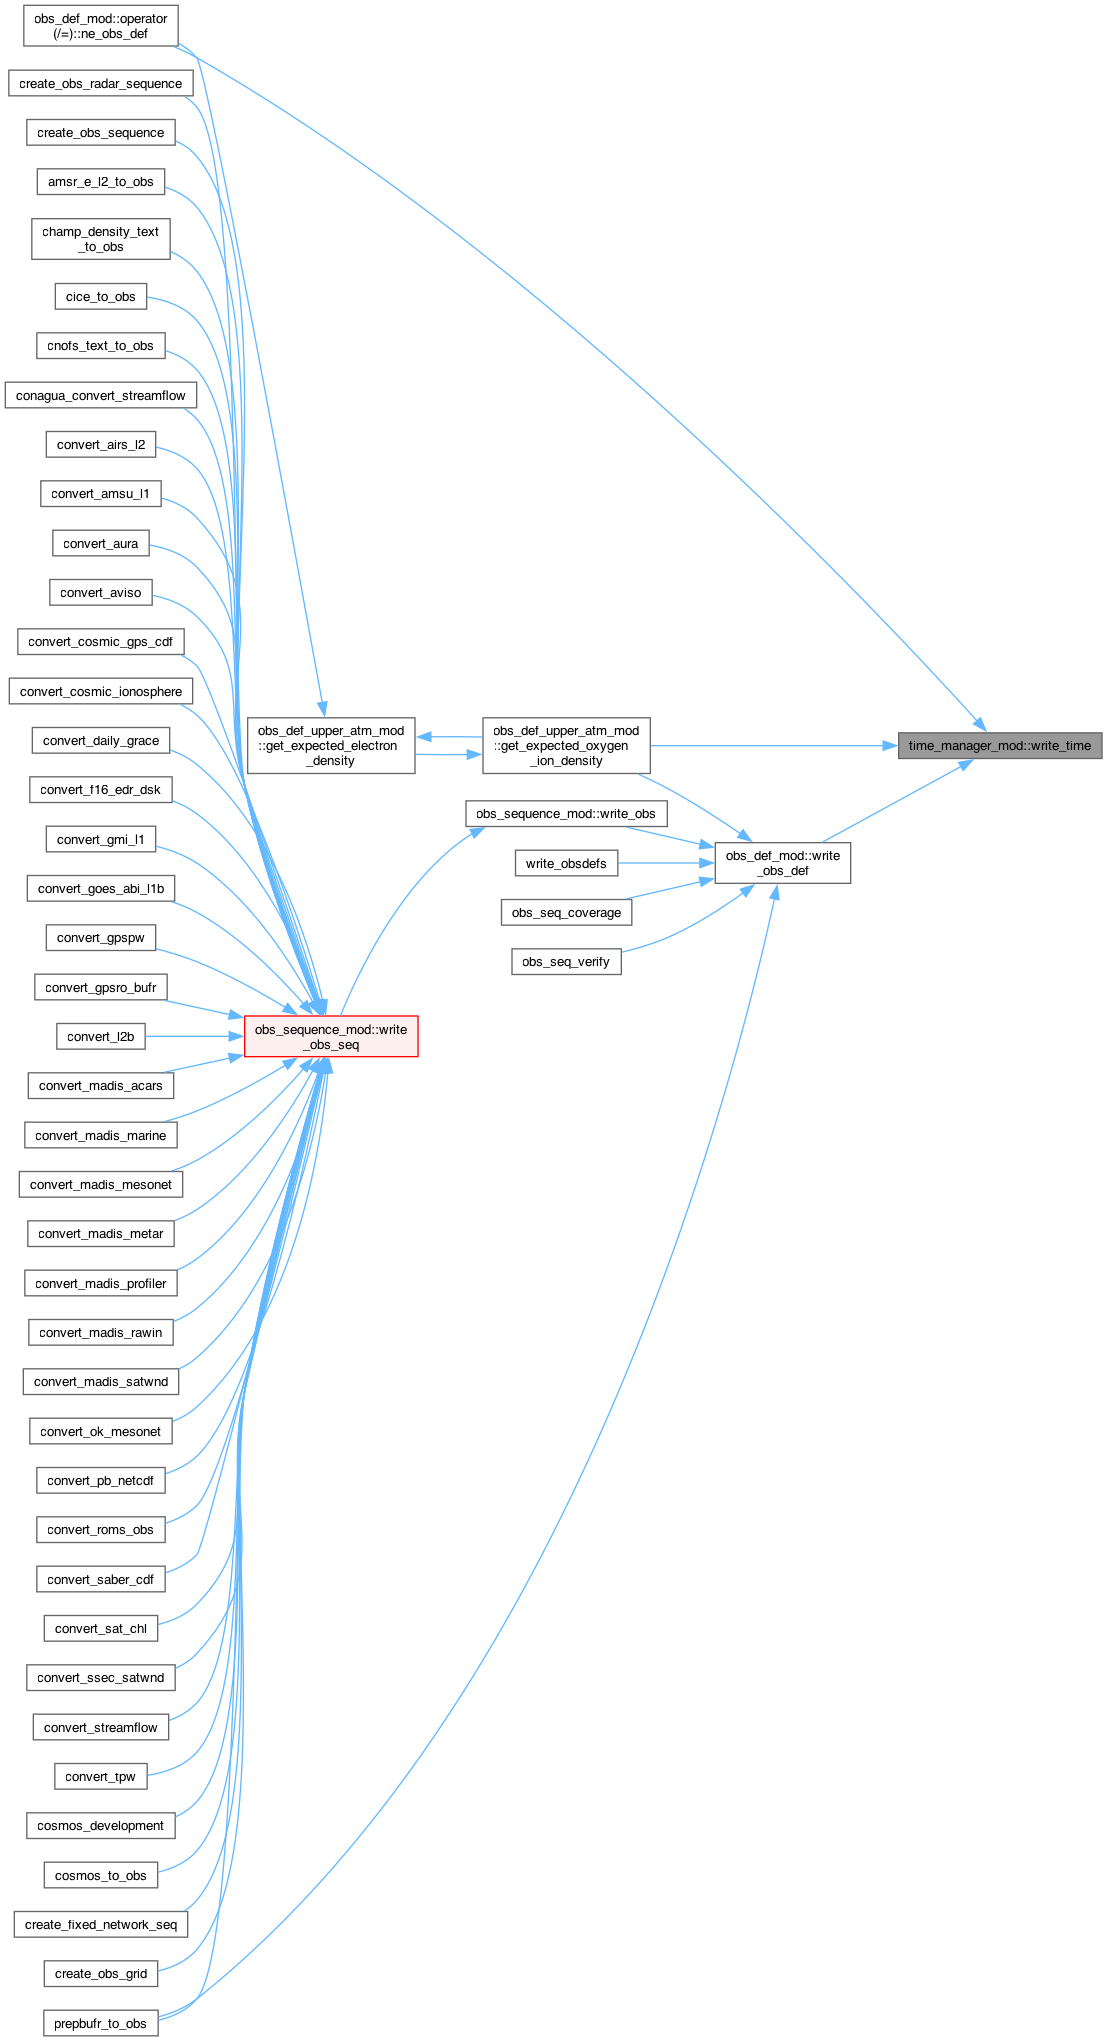 obs_def_mod::operator
(/=)::ne_obs_def
create_obs_radar_sequence
create_obs_sequence
amsr_e_l2_to_obs
champ_density_text
_to_obs
cice_to_obs
cnofs_text_to_obs
conagua_convert_streamflow
convert_airs_l2
convert_amsu_l1
convert_aura
convert_aviso
convert_cosmic_gps_cdf
convert_cosmic_ionosphere
convert_daily_grace
convert_f16_edr_dsk
convert_gmi_l1
convert_goes_abi_l1b
convert_gpspw
convert_gpsro_bufr
convert_l2b
convert_madis_acars
convert_madis_marine
convert_madis_mesonet
convert_madis_metar
convert_madis_profiler
convert_madis_rawin
convert_madis_satwnd
convert_ok_mesonet
convert_pb_netcdf
convert_roms_obs
convert_saber_cdf
convert_sat_chl
convert_ssec_satwnd
convert_streamflow
convert_tpw
cosmos_development
cosmos_to_obs
create_fixed_network_seq
create_obs_grid
prepbufr_to_obs
obs_def_upper_atm_mod
::get_expected_electron
_density
obs_sequence_mod::write
_obs_seq
obs_def_upper_atm_mod
::get_expected_oxygen
_ion_density
obs_sequence_mod::write_obs
write_obsdefs
obs_seq_coverage
obs_seq_verify
obs_def_mod::write
_obs_def
time_manager_mod::write_time